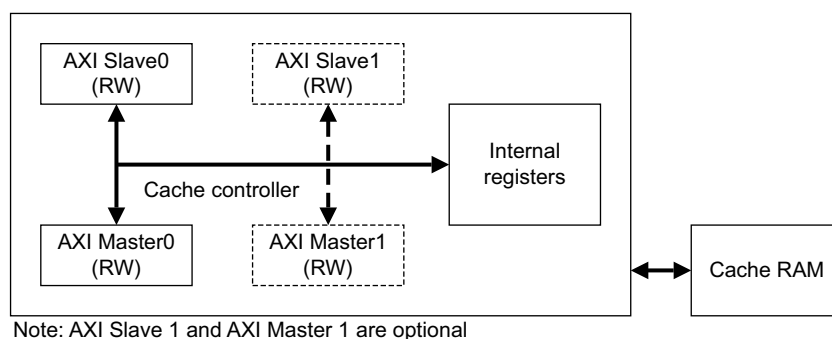 AXI Slave0
(RW)
AXI Slave1
(RW)
Internal
registers
Cache controller
AXI Master0
(RW)
AXI Master1
(RW)
Cache RAM
Note: AXI Slave 1 and AXI Master 1 are optional